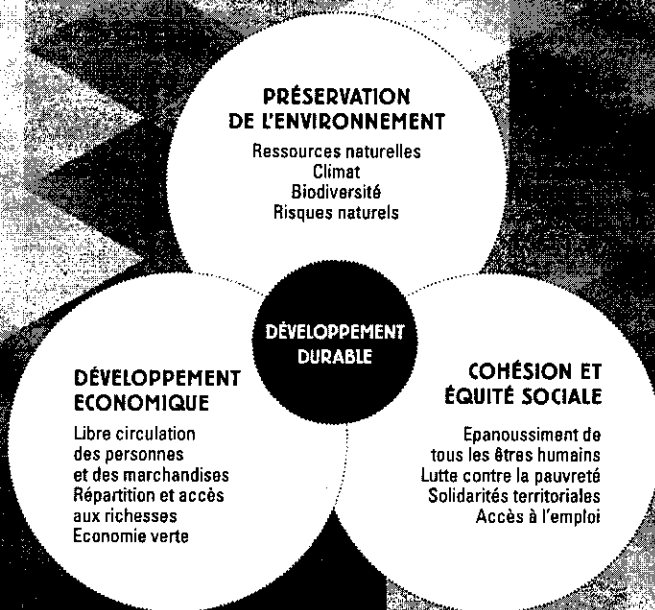 PRÉSERVATION
DE L'ENVIRONNEMENT
Ressources naturelles
Climat
Biodiversité
Risques naturels
DÉVELOPPEMENT
DURABLE
DÉVELOPPEMENT
ECONOMIQUE
Libre circulation
des personnes
et des marchandises
Répartition et accès
aux richesses
Economie verte
COHÉSION ET
ÉQUITÉ SOCIALE
Epanoussiment de
tous les êtres humains
Lutte contre la pauvreté
Solidarités territoriales
Accès à l'emploi